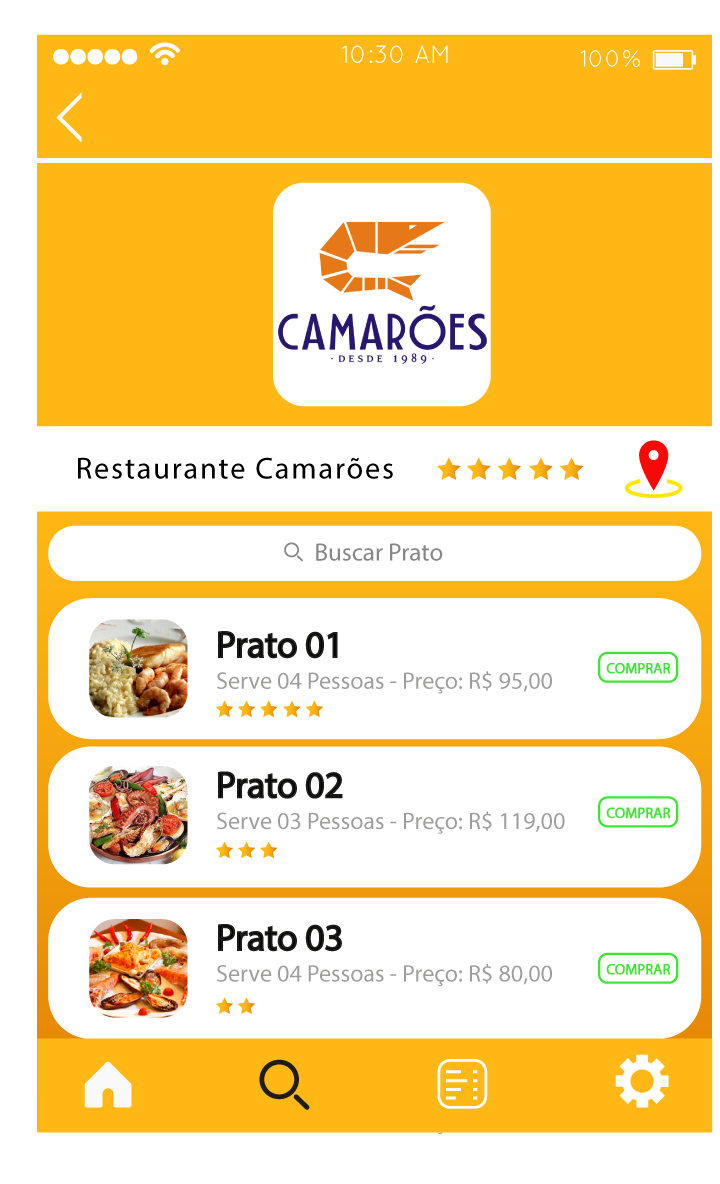 10:30 AM
100%
CAMARÕES
· DESDE 1989 ·
Restaurante Camarões
Buscar Prato
Prato 01
Serve 04 Pessoas - Preço: R$ 95,00
COMPRAR
Prato 02
Serve 03 Pessoas - Preço: R$ 119,00
COMPRAR
Prato 03
Serve 04 Pessoas - Preço: R$ 80,00
COMPRAR